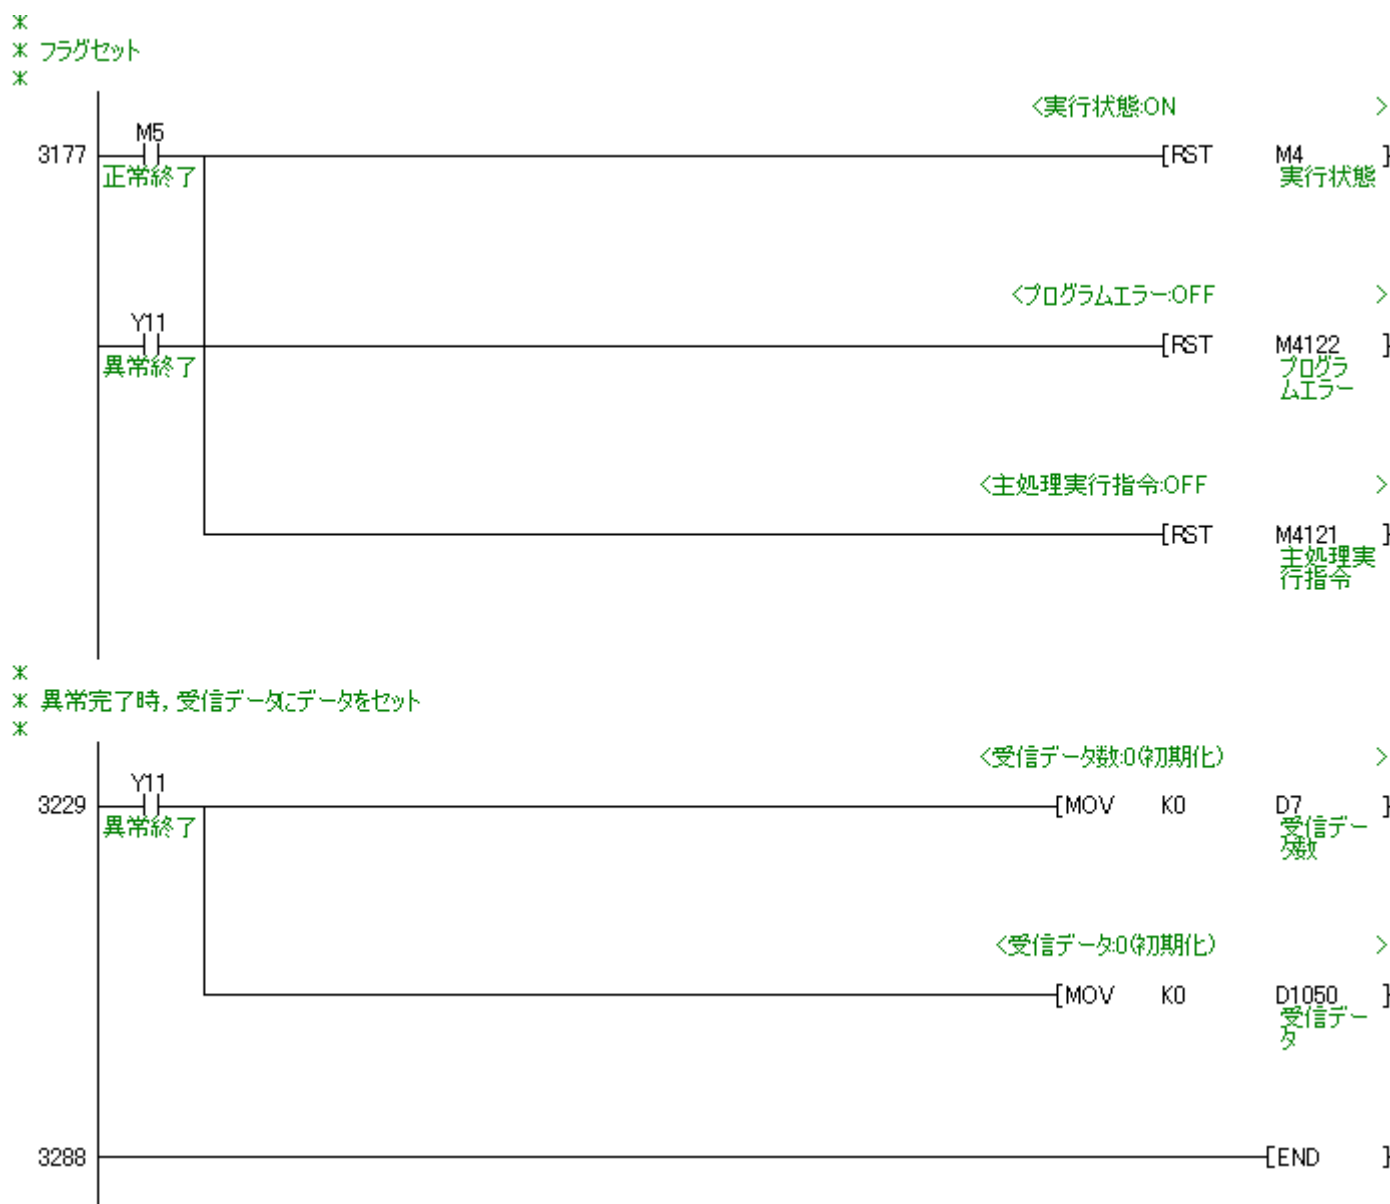 *
* フラグセット
*
<実行状態:ON >
M5
3177 [RST M4 ]
正常終了 実行状態
<プログラムエラー:OFF >
Y11
[RST M4122 ]
異常終了 プログラ
ムエラー
<主処理実行指令:OFF >
[RST M4121 ]
主処理実
行指令
*
* 異常完了時,受信データにデータをセット
*
<受信データ数:0(初期化) >
Y11
3229 [MOV K0 D7 ]
異常終了 受信デー
タ数
<受信データ:0(初期化) >
[MOV K0 D1050 ]
受信デー
タ
3288 [END ]